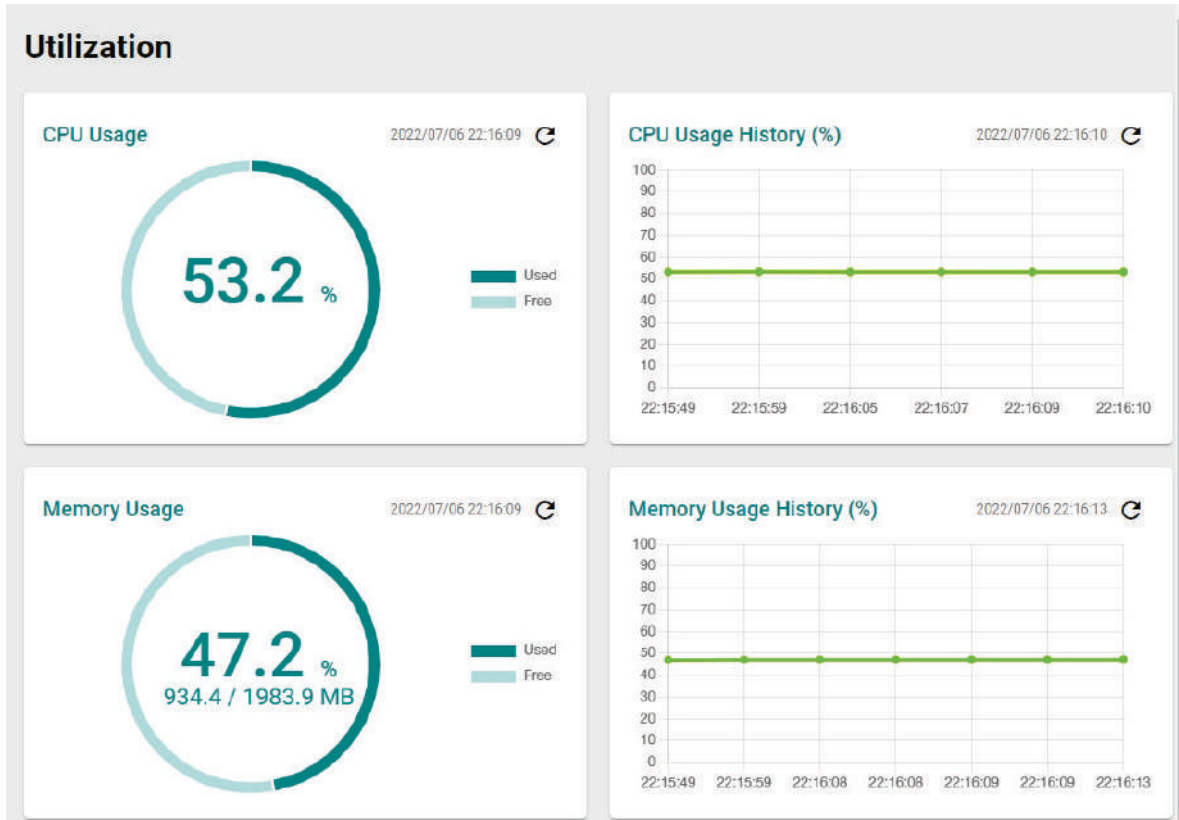 Utilization
CPU Usage
2022/07/06 22:16:09
53.2 %
Used
Free
CPU Usage History (%)
2022/07/06 22:16:10
100
90
80
70
60
50
40
30
20
10
0
22:15:49 22:15:59 22:16:05 22:16:07 22:16:09 22:16:10
Memory Usage
2022/07/06 22:16:09
47.2 %
934.4 / 1983.9 MB
Used
Free
Memory Usage History (%)
2022/07/06 22:16:13
100
90
80
70
60
50
40
30
20
10
0
22:15:49 22:15:59 22:16:08 22:16:08 22:16:09 22:16:09 22:16:13